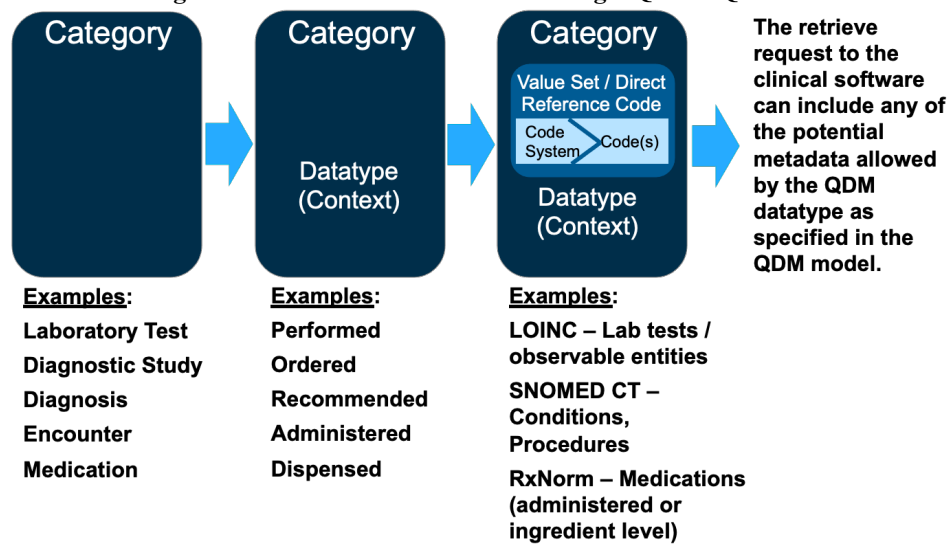 Category
Category
Datatype
(Context)
Category
Value Set / Direct
Reference Code
Code
System
Code(s)
Datatype
(Context)
The retrieve
request to the
clinical software
can include any of
the potential
metadata allowed
by the QDM
datatype as
specified in the
QDM model.
Examples:
Laboratory Test
Diagnostic Study
Diagnosis
Encounter
Medication
Examples:
Performed
Ordered
Recommended
Administered
Dispensed
Examples:
LOINC – Lab tests /
observable entities
SNOMED CT –
Conditions,
Procedures
RxNorm – Medications
(administered or
ingredient level)